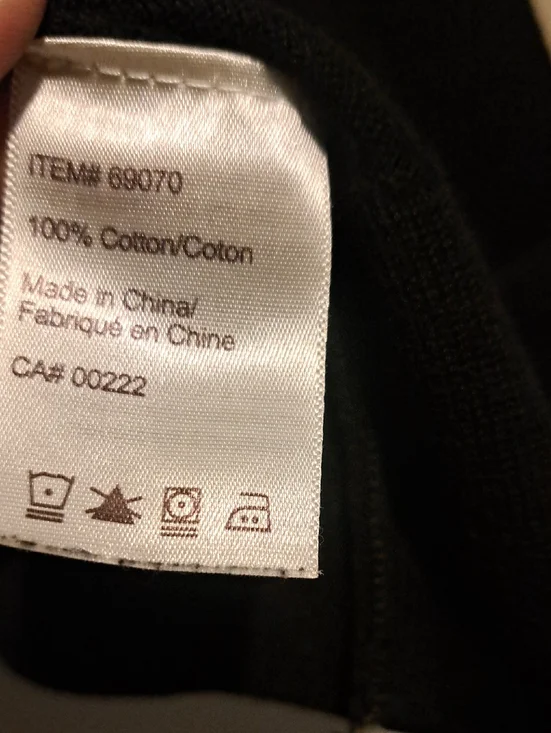 ITEM# 69070
100% Cotton/Coton
Made in China/
Fabriqué en Chine
CA# 00222